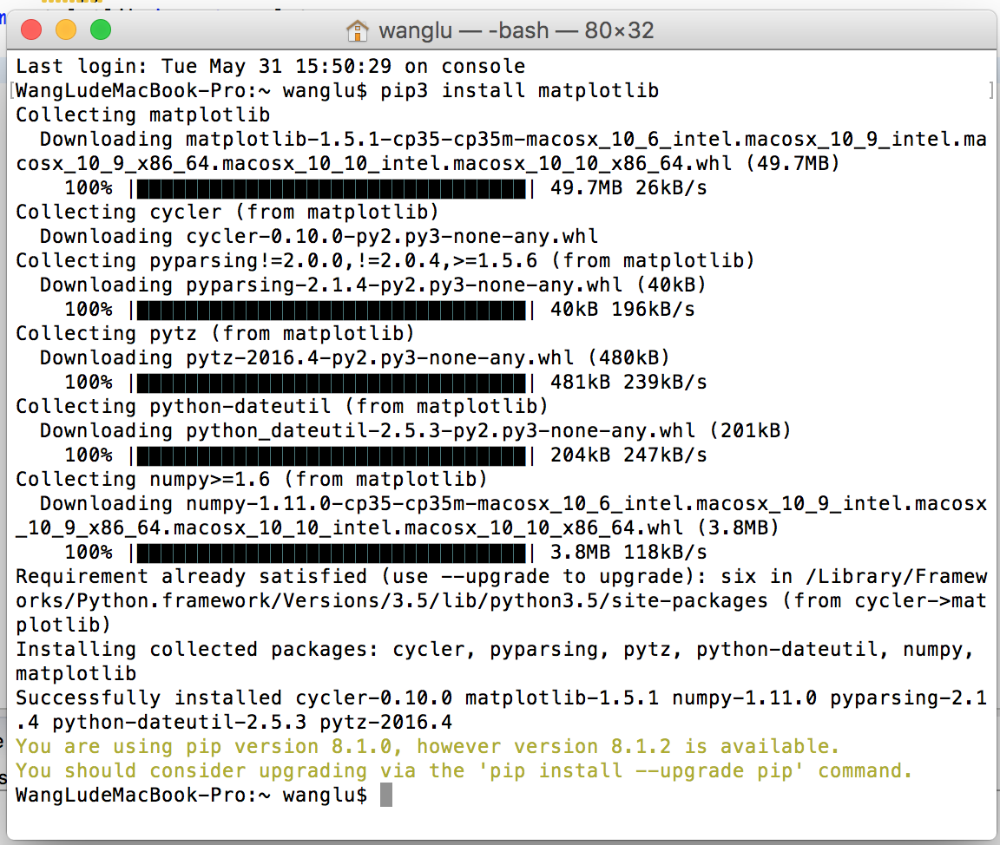 wanglu — -bash — 80×32
Last login: Tue May 31 15:50:29 on console
[WangLudeMacBook-Pro:~ wanglu$ pip3 install matplotlib ]
Collecting matplotlib
  Downloading matplotlib-1.5.1-cp35-cp35m-macosx_10_6_intel.macosx_10_9_intel.ma
cosx_10_9_x86_64.macosx_10_10_intel.macosx_10_10_x86_64.whl (49.7MB)
    100% |████████████████████████████████| 49.7MB 26kB/s
Collecting cycler (from matplotlib)
  Downloading cycler-0.10.0-py2.py3-none-any.whl
Collecting pyparsing!=2.0.0,!=2.0.4,>=1.5.6 (from matplotlib)
  Downloading pyparsing-2.1.4-py2.py3-none-any.whl (40kB)
    100% |████████████████████████████████| 40kB 196kB/s
Collecting pytz (from matplotlib)
  Downloading pytz-2016.4-py2.py3-none-any.whl (480kB)
    100% |████████████████████████████████| 481kB 239kB/s
Collecting python-dateutil (from matplotlib)
  Downloading python_dateutil-2.5.3-py2.py3-none-any.whl (201kB)
    100% |████████████████████████████████| 204kB 247kB/s
Collecting numpy>=1.6 (from matplotlib)
  Downloading numpy-1.11.0-cp35-cp35m-macosx_10_6_intel.macosx_10_9_intel.macosx
_10_9_x86_64.macosx_10_10_intel.macosx_10_10_x86_64.whl (3.8MB)
    100% |████████████████████████████████| 3.8MB 118kB/s
Requirement already satisfied (use --upgrade to upgrade): six in /Library/Framew
orks/Python.framework/Versions/3.5/lib/python3.5/site-packages (from cycler->mat
plotlib)
Installing collected packages: cycler, pyparsing, pytz, python-dateutil, numpy,
matplotlib
Successfully installed cycler-0.10.0 matplotlib-1.5.1 numpy-1.11.0 pyparsing-2.1
.4 python-dateutil-2.5.3 pytz-2016.4
You are using pip version 8.1.0, however version 8.1.2 is available.
You should consider upgrading via the 'pip install --upgrade pip' command.
WangLudeMacBook-Pro:~ wanglu$